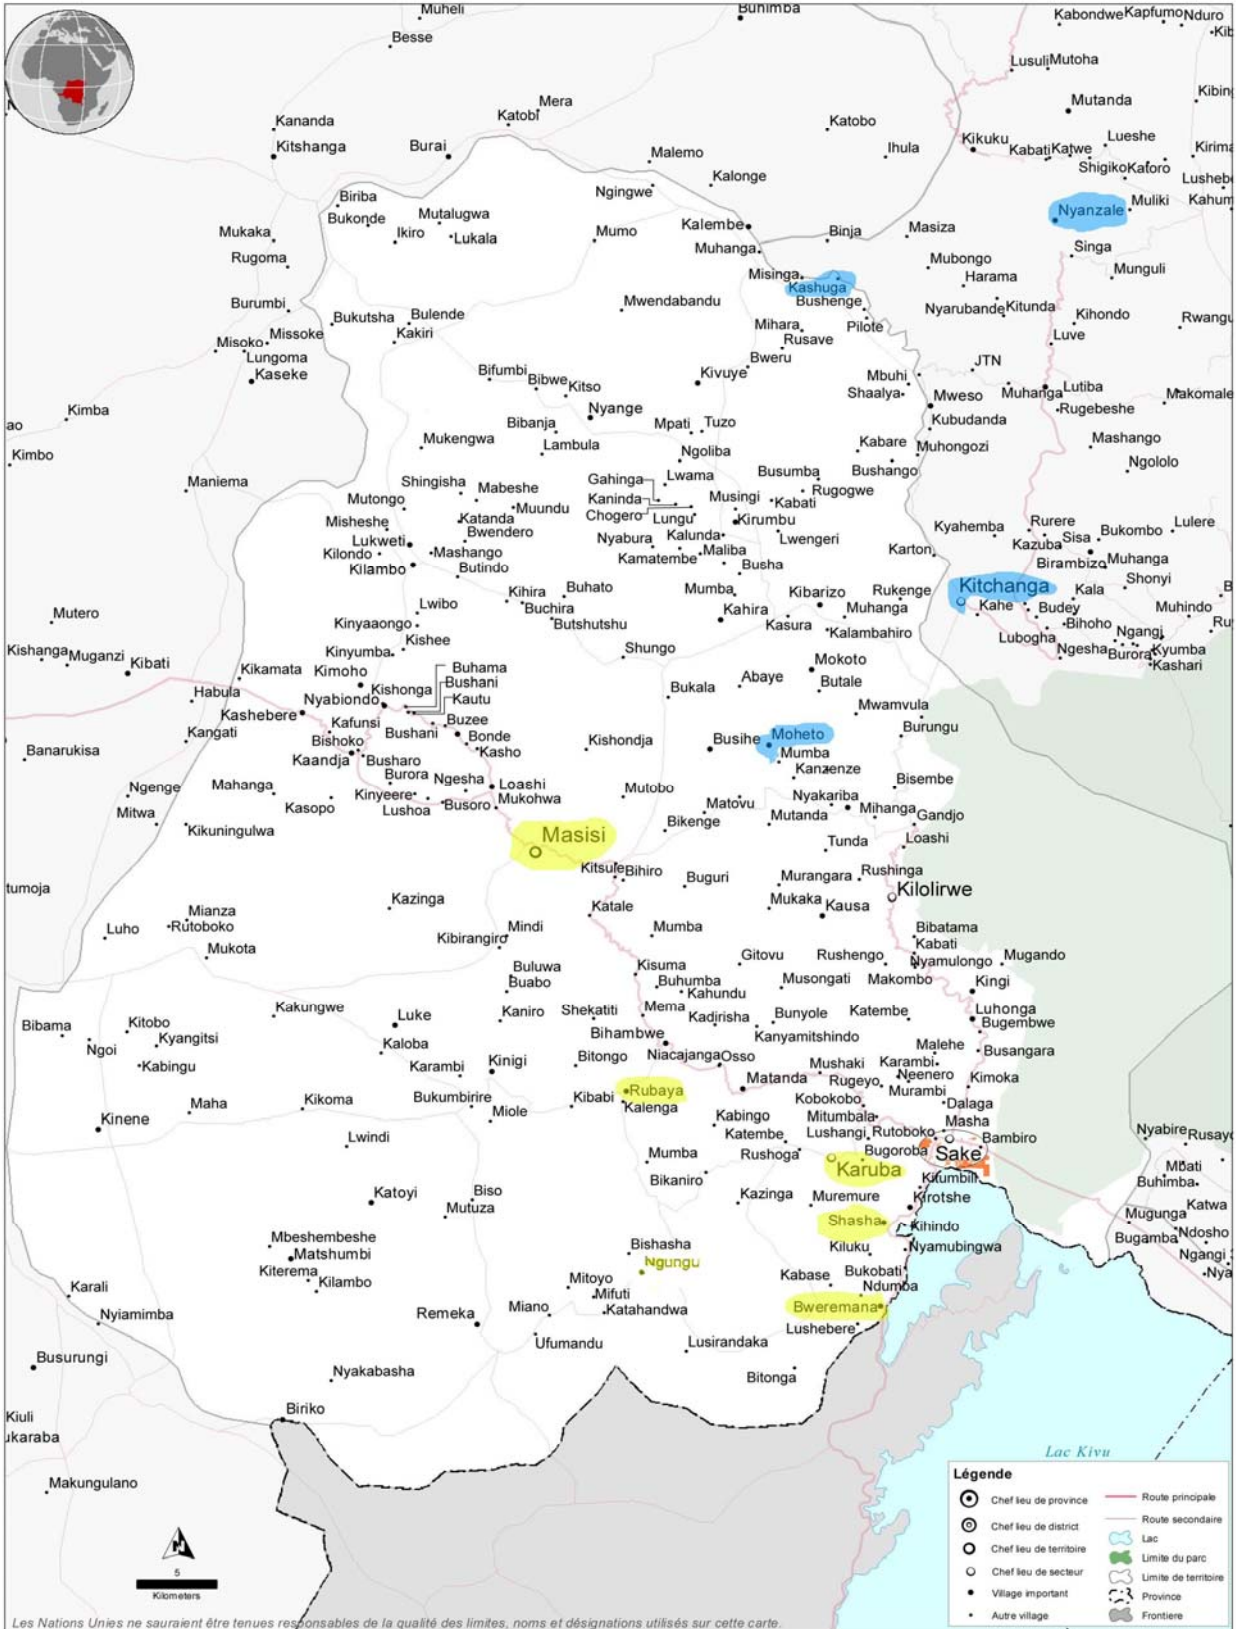 Muheli
Buhimba
Kabondwe Kapfumo Nduro
Besse
Lusuli Mutoha
Mera
Katobi
Mutanda
Kananda
Katobo
Kitshanga
Burai
Malemo
Ihula
Kikuku
Lueshe
Kabati Katwe
Shigiko Katoro
Ngingwe
Kalonge
Biriba
Bukonde
Mutalugwa
Nyanzale
Muliki
Mukaka
Ikiro
Lukala
Mumo
Kalembe
Muhanga
Binja
Masiza
Singa
Rugoma
Mubongo
Misinga
Harama
Munguli
Kashuga
Burumbi
Mwendabandu
Bushenge
Nyarubande Kitunda
Bukutsha
Bulende
Mihara
Pilote
Kihondo
Missoke
Kakiri
Rusave
Luve
Misoko
Lungoma
Bweru
JTN
Kaseke
Bifumbi
Bibwe
Kitso
Kivuye
Mbuhi
Shaalya
Mweso
Muhanga
Lutiba
Makomale
Kimba
Nyange
Rugebeshe
Bibanja
Mpati
Tuzo
Kubudanda
Mukengwa
Lambula
Kabare
Muhongozi
Mashango
Kimbo
Ngoliba
Ngololo
Maniema
Shingisha
Mabeshe
Gahinga
Lwama
Busumba
Bushango
Mutongo
Muundu
Kaninda
Musingi
Kabati
Rugogwe
Misheshe
Katanda
Chogero
Lungu
Kirumbu
Kyahemba
Rurere
Lulere
Lukweti
Bwendero
Nyabura
Kalunda
Lwengeri
Kazuba
Sisa
Bukombo
Kilondo
Mashango
Kamatembe
Maliba
Karton
Birambizo
Muhanga
Kilambo
Butindo
Busha
Shonyi
Kihira
Buhato
Mumba
Kibarizo
Rukenge
Kitchanga
Kala
Mutero
Lwibo
Buchira
Kahira
Muhanga
Kahe
Budey
Muhindo
Kinyaaongo
Butshutshu
Kasura
Kalambahiro
Bihoho
Kishanga
Muganzi
Kibati
Kishee
Kinyumba
Shungo
Lubogha
Ngangi
Ngesha
Burora
Kyumba
Kashari
Kikamata
Kimoho
Buhama
Mokoto
Habula
Nyabiondo
Kishonga
Bushani
Bukala
Abaye
Butale
Kashebere
Kautu
Mwamvula
Kangati
Kafunsi
Bushani
Buzee
Moheto
Burungu
Banarukisa
Bishoko
Bonde
Kishondja
Busihe
Kaandja
Busharo
Kasho
Mumba
Kanzenze
Burora
Ngesha
Bisembe
Ngenge
Mahanga
Kinyeere
Loashi
Mutobo
Nyakariba
Mitwa
Kasopo
Lushoa
Busoro
Mukohwa
Matovu
Mihanga
Kikuningulwa
Masisi
Bikenge
Mutanda
Gandjo
Tunda
Loashi
Kitsule
Bihiro
tumoja
Buguri
Murangara
Rushinga
Kilolirwe
Mianza
Kazinga
Katale
Mukaka
Kausa
Luho
Rutoboko
Mindi
Mumba
Bibatama
Mukota
Kibirangiro
Kabati
Buluwa
Kisuma
Gitovu
Rushengo
Nyamulongo
Mugando
Buabo
Buhumba
Kahundu
Musongati
Makombo
Kingi
Kakungwe
Luke
Kaniro
Shekatiti
Mema
Katembe
Luhonga
Bibama
Kitobo
Kadirisha
Bunyole
Bugembwe
Kyangitsi
Bihambwe
Kanyamitshindo
Ngoi
Kaloba
Malehe
Busangara
Kabingu
Karambi
Kinigi
Bitongo
Niacajanga
Osso
Mushaki
Karambi
Rubaya
Matanda
Rugeyo
Neenero
Kimoka
Maha
Kikoma
Bukumbirire
Kibabi
Kobokobo
Murambi
Kinene
Miole
Kalenga
Kabingo
Mitumbala
Dalaga
Lwindi
Katembe
Lushangi
Rutoboko
Masha
Nyabire
Rusayo
Rushoga
Bugoroba
Sake
Bambiro
Mumba
Karuba
Mbati
Bikaniro
Kitumbili
Buhimba
Katoyi
Biso
Kazinga
Muremure
Kirotshe
Katwa
Mutuza
Shasha
Mugunga
Mbeshembeshe
Kihindo
Ndosho
Matshumbi
Bishasha
Kiluku
Nyamubingwa
Bugamba
Ngangi
Kiterema
Ngungu
Bukobati
Kilambo
Mitoyo
Kabase
Ndumba
Karali
Mifuti
Bweremana
Nyiamimba
Remeka
Miano
Katahandwa
Lushebere
Ufumandu
Lusirandaka
Busurungi
Nyakabasha
Bitonga
Biriko
Kiuli
Makungulano
Lac Kivu
Légende
Chef lieu de province
Route principale
Chef lieu de district
Route secondaire
Chef lieu de territoire
Lac
Limite du parc
Chef lieu de secteur
Limite de territoire
Village important
Province
Autre village
Frontiere
N
5
Kilometers
Les Nations Unies ne sauraient être tenues responsables de la qualité des limites, noms et désignations utilisés sur cette carte.